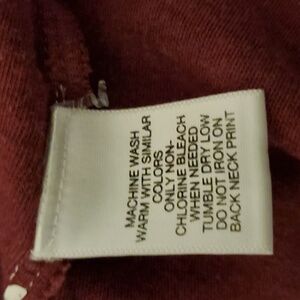 MACHINE WASH
WARM WITH SIMILAR
COLORS
ONLY NON-
CHLORINE BLEACH
WHEN NEEDED
TUMBLE DRY LOW
DO NOT IRON ON
BACK NECK PRINT